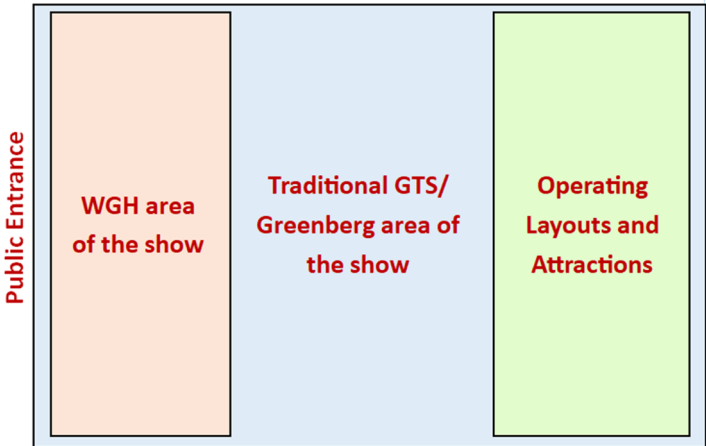 Public Entrance
WGH area
of the show
Traditional GTS/
Greenberg area of
the show
Operating
Layouts and
Attractions